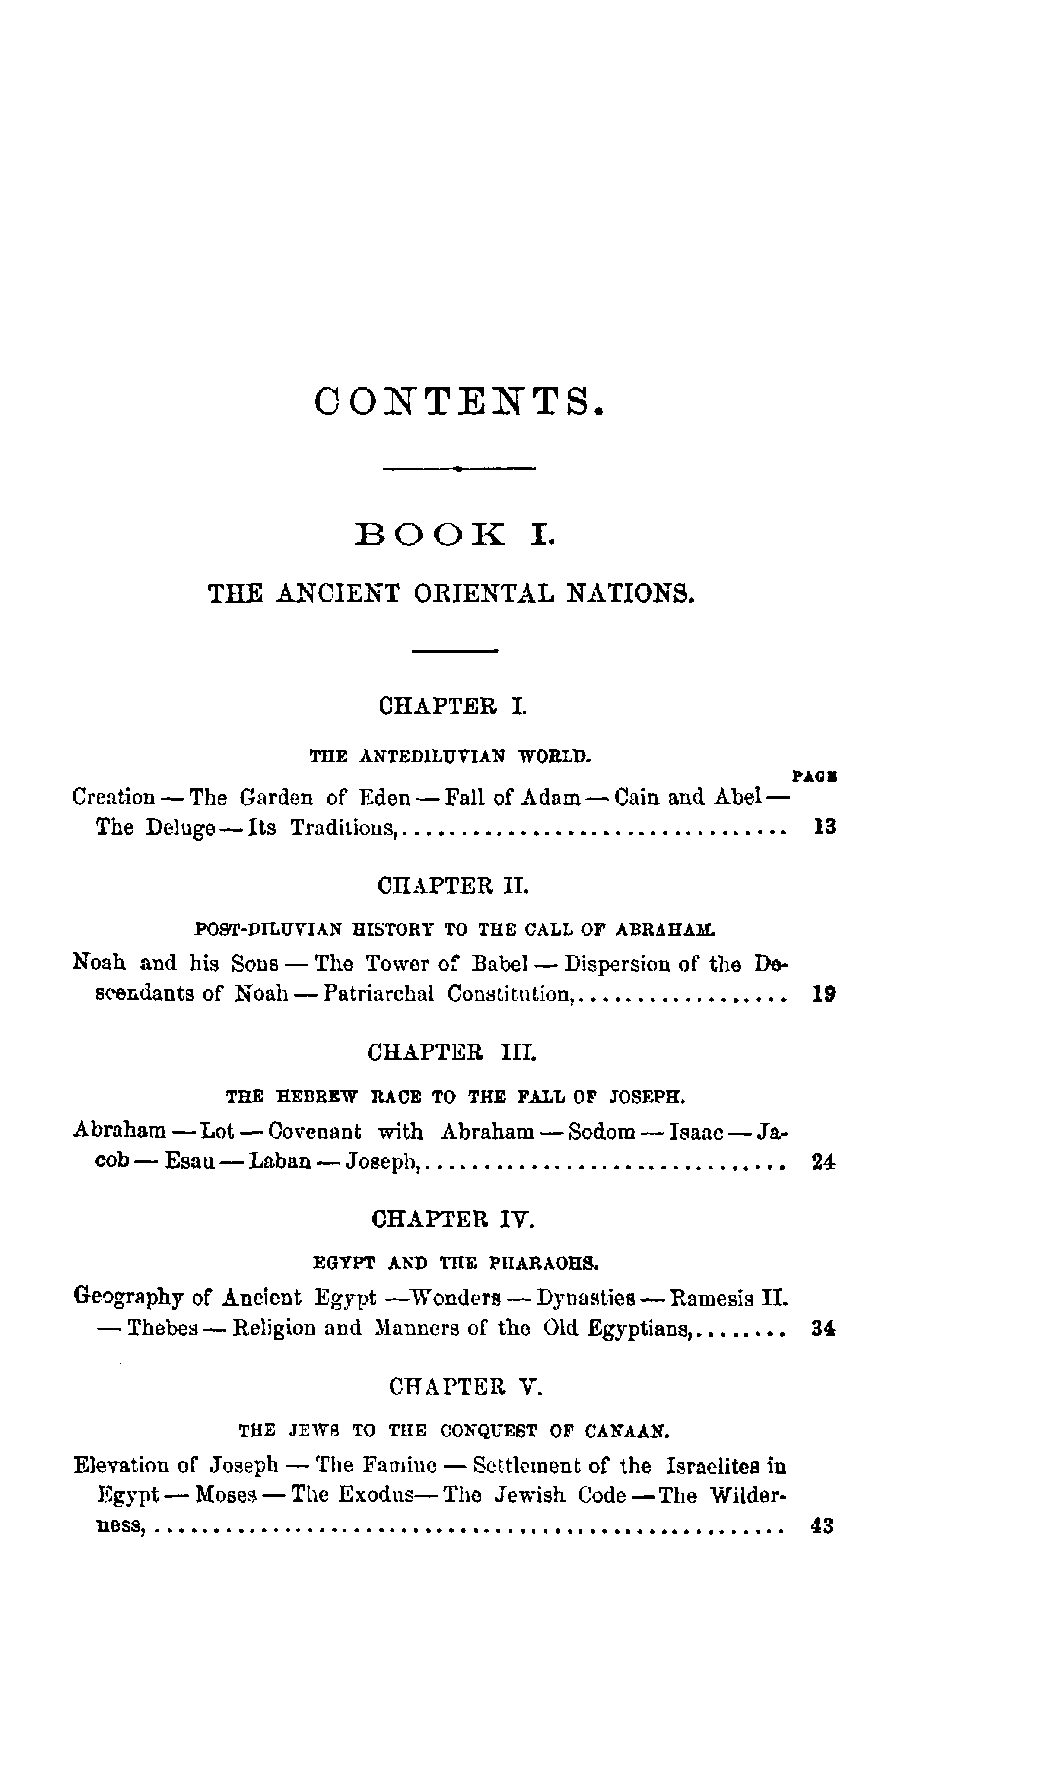 CONTENTS.
BOOK I.
THE ANCIENT ORIENTAL NATIONS.
CHAPTER I.
THE ANTEDILUVIAN WORLD.
PAGE
Creation — The Garden of Eden — Fall of Adam — Cain and Abel —
The Deluge — Its Traditions,................................ 13
CHAPTER II.
POST-DILUVIAN HISTORY TO THE CALL OF ABRAHAM.
Noah and his Sons — The Tower of Babel — Dispersion of the De-
scendants of Noah — Patriarchal Constitution,.................. 19
CHAPTER III.
THE HEBREW RACE TO THE FALL OF JOSEPH.
Abraham — Lot — Covenant with Abraham — Sodom — Isaac — Ja-
cob — Esau — Laban — Joseph,.............................. 24
CHAPTER IV.
EGYPT AND THE PHARAOHS.
Geography of Ancient Egypt — Wonders — Dynasties — Ramesis II.
— Thebes — Religion and Manners of the Old Egyptians,........ 34
CHAPTER V.
THE JEWS TO THE CONQUEST OF CANAAN.
Elevation of Joseph — The Famine — Settlement of the Israelites in
Egypt — Moses — The Exodus — The Jewish Code — The Wilder-
ness,..................................................... 43